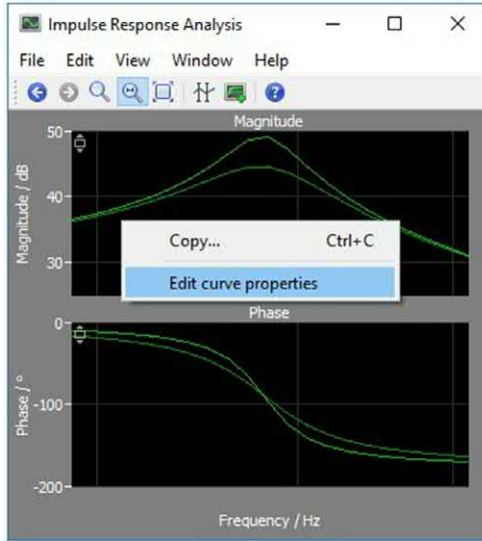 Impulse Response Analysis
File Edit View Window Help
Magnitude
Magnitude / dB
50
40
30
Copy... Ctrl+C
Edit curve properties
Phase
Phase / °
0
-100
-200
Frequency / Hz